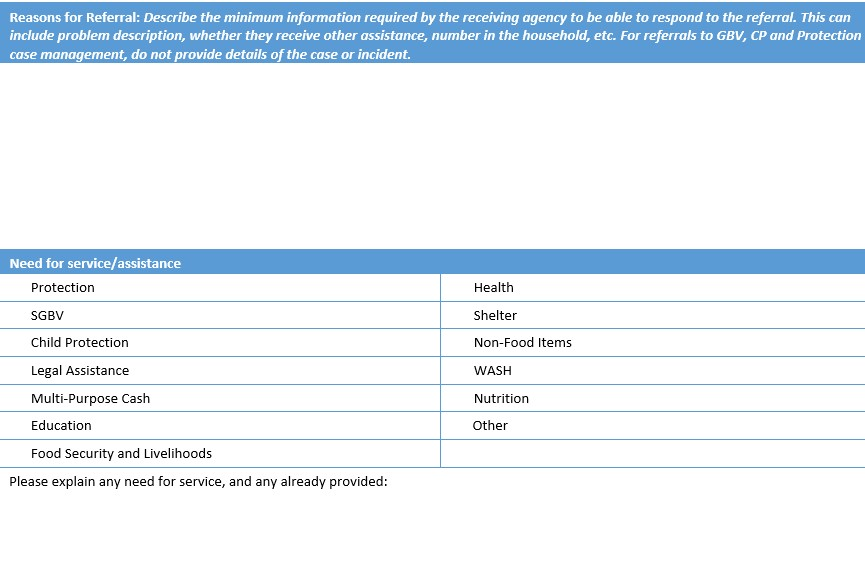 Reasons for Referral: Describe the minimum information required by the receiving agency to be able to respond to the referral. This can
include problem description, whether they receive other assistance, number in the household, etc. For referrals to GBV, CP and Protection
case management, do not provide details of the case or incident.
Need for service/assistance
Protection
Health
SGBV
Shelter
Child Protection
Non-Food Items
Legal Assistance
WASH
Multi-Purpose Cash
Nutrition
Education
Other
Food Security and Livelihoods
Please explain any need for service, and any already provided: